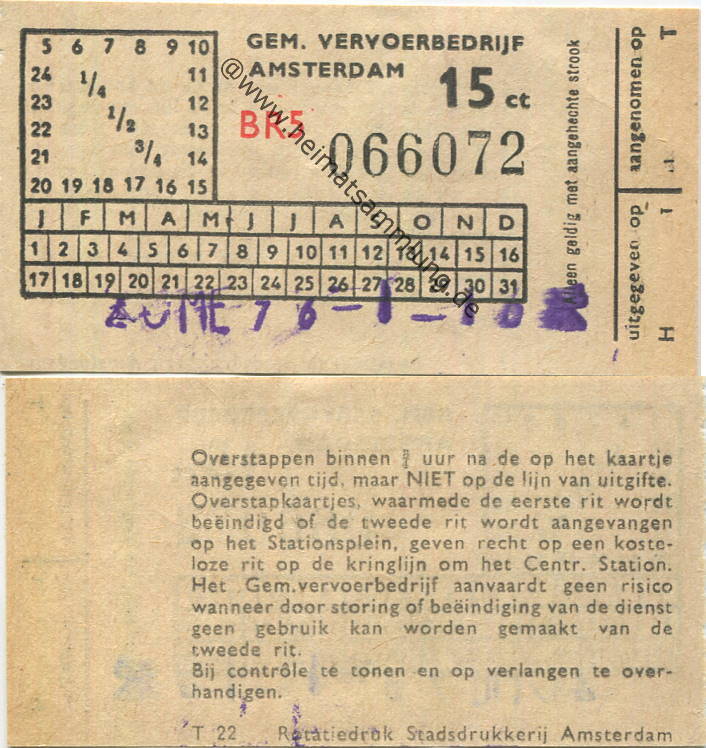 5 6 7 8 9 10
24 1/4 11
23 12
22 1/2 13
21 3/4 14
20 19 18 17 16 15
GEM. VERVOERBEDRIJF
AMSTERDAM 15 ct
BR5
066072
J F M A M J J A S O N D
1 2 3 4 5 6 7 8 9 10 11 12 13 14 15 16
17 18 19 20 21 22 23 24 25 26 27 28 29 30 31
Alleen geldig met aangehechte strook
uitgegeven op aangenomen op
H T T
@www.heimatsammlung.de
Overstappen binnen ¾ uur na de op het kaartje
aangegeven tijd, maar NIET op de lijn van uitgifte.
Overstapkaartjes, waarmede de eerste rit wordt
beëindigd of de tweede rit wordt aangevangen
op het Stationsplein, geven recht op een koste-
loze rit op de kringlijn om het Centr. Station.
Het Gem.vervoerbedrijf aanvaardt geen risico
wanneer door storing of beëindiging van de dienst
geen gebruik kan worden gemaakt van de
tweede rit.
Bij contrôle te tonen en op verlangen te over-
handigen.
T 22 Rotatiedrok Stadsdrukkerij Amsterdam